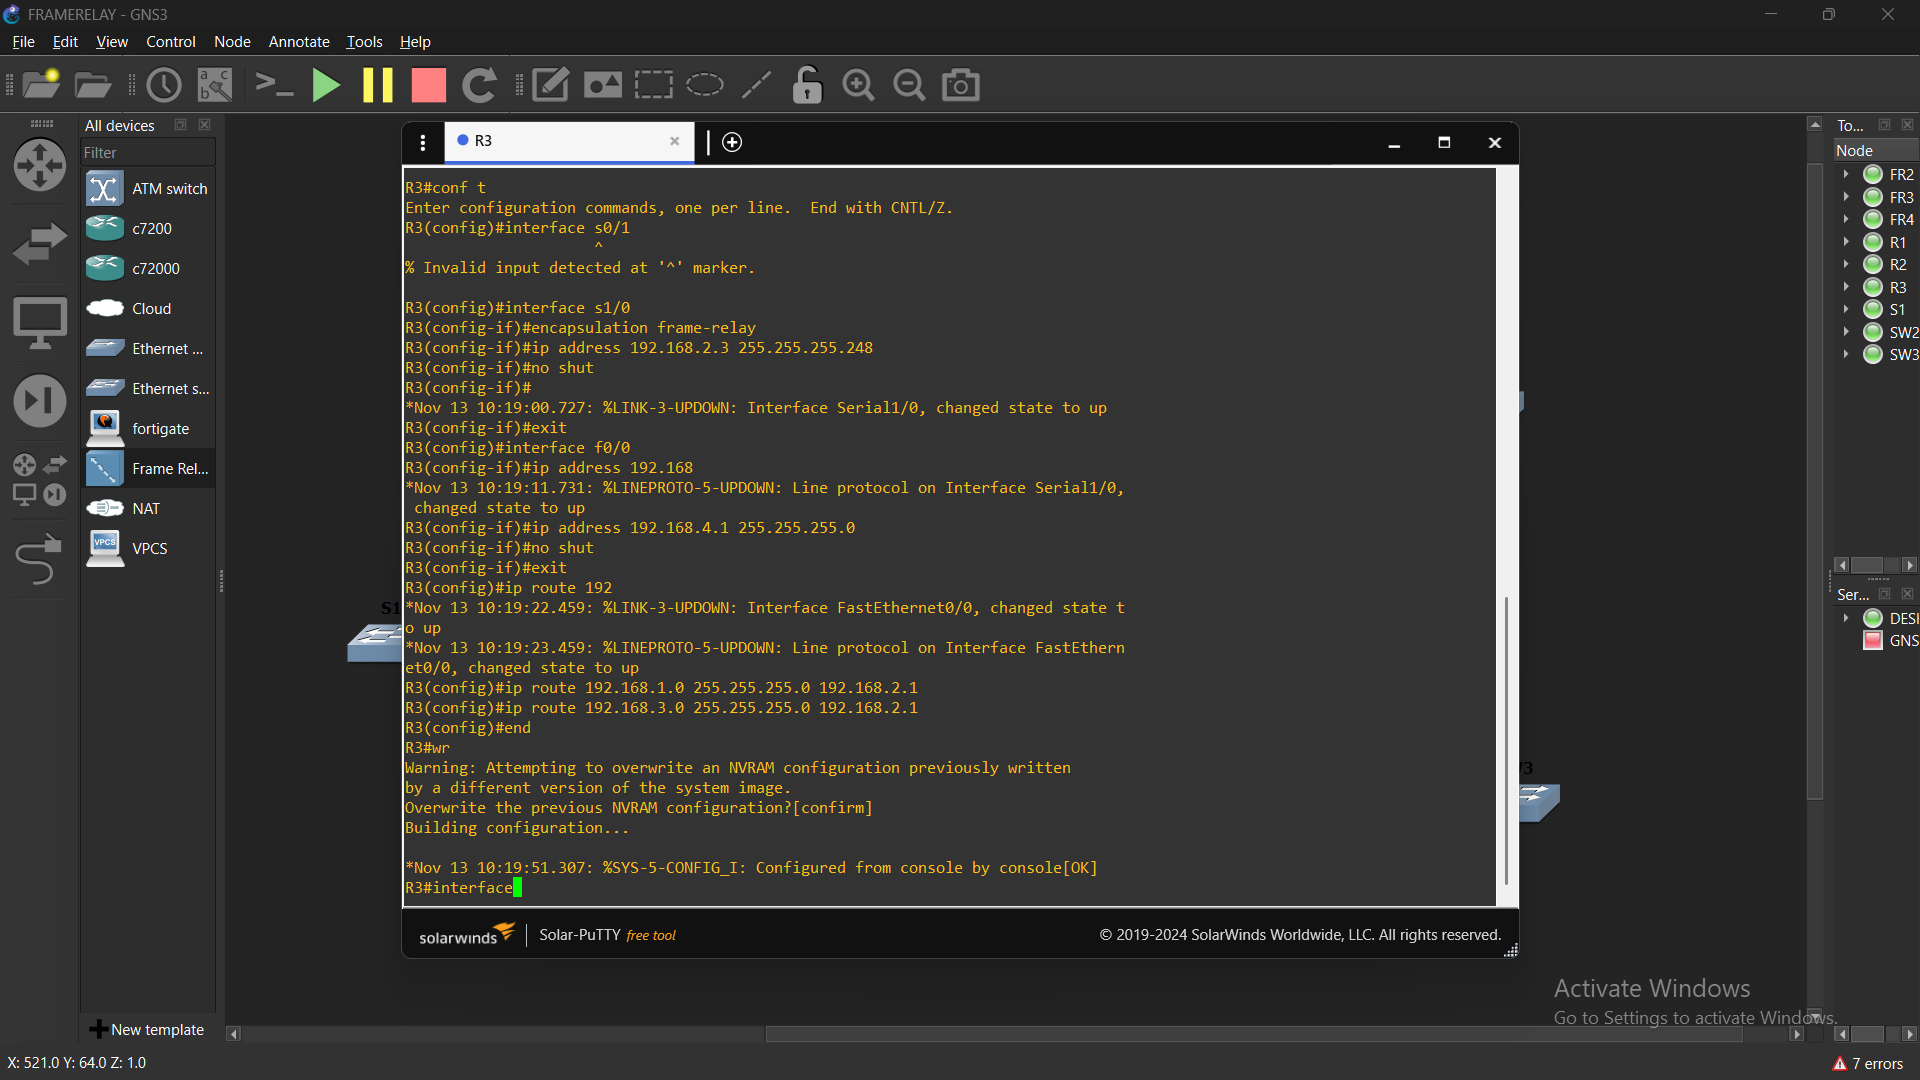 FRAMERELAY - GNS3
File Edit View Control Node Annotate Tools Help
All devices
Filter
ATM switch
c7200
c72000
Cloud
Ethernet ...
Ethernet s...
fortigate
Frame Rel...
NAT
VPCS
New template
S1
R3
R3#conf t
Enter configuration commands, one per line.  End with CNTL/Z.
R3(config)#interface s0/1
^
% Invalid input detected at '^' marker.
R3(config)#interface s1/0
R3(config-if)#encapsulation frame-relay
R3(config-if)#ip address 192.168.2.3 255.255.255.248
R3(config-if)#no shut
R3(config-if)#
*Nov 13 10:19:00.727: %LINK-3-UPDOWN: Interface Serial1/0, changed state to up
R3(config-if)#exit
R3(config)#interface f0/0
R3(config-if)#ip address 192.168
*Nov 13 10:19:11.731: %LINEPROTO-5-UPDOWN: Line protocol on Interface Serial1/0,
changed state to up
R3(config-if)#ip address 192.168.4.1 255.255.255.0
R3(config-if)#no shut
R3(config-if)#exit
R3(config)#ip route 192
*Nov 13 10:19:22.459: %LINK-3-UPDOWN: Interface FastEthernet0/0, changed state t
o up
*Nov 13 10:19:23.459: %LINEPROTO-5-UPDOWN: Line protocol on Interface FastEthern
et0/0, changed state to up
R3(config)#ip route 192.168.1.0 255.255.255.0 192.168.2.1
R3(config)#ip route 192.168.3.0 255.255.255.0 192.168.2.1
R3(config)#end
R3#wr
Warning: Attempting to overwrite an NVRAM configuration previously written
by a different version of the system image.
Overwrite the previous NVRAM configuration?[confirm]
Building configuration...
*Nov 13 10:19:51.307: %SYS-5-CONFIG_I: Configured from console by console[OK]
R3#interface
solarwinds
Solar-PuTTY free tool
© 2019-2024 SolarWinds Worldwide, LLC. All rights reserved.
To...
Node
FR2
FR3
FR4
R1
R2
R3
S1
SW2
SW3
Ser...
DESI
GNS
Activate Windows
Go to Settings to activate Windows.
X: 521.0 Y: 64.0 Z: 1.0
7 errors